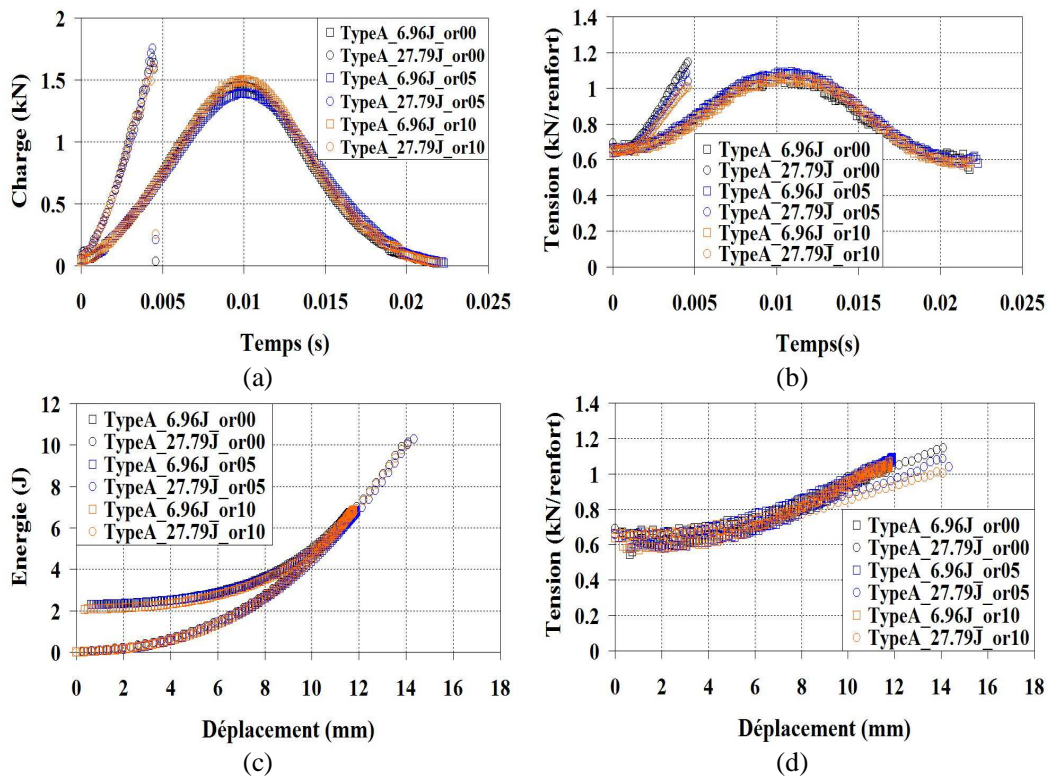 2
1.5
1
0.5
0
Charge (kN)
TypeA_6.96J_or00
TypeA_27.79J_or00
TypeA_6.96J_or05
TypeA_27.79J_or05
TypeA_6.96J_or10
TypeA_27.79J_or10
0 0.005 0.01 0.015 0.02 0.025
Temps (s)
(a)
1.4
1.2
1
0.8
0.6
0.4
0.2
0
Tension (kN/renfort)
TypeA_6.96J_or00
TypeA_27.79J_or00
TypeA_6.96J_or05
TypeA_27.79J_or05
TypeA_6.96J_or10
TypeA_27.79J_or10
0 0.005 0.01 0.015 0.02 0.025
Temps(s)
(b)
12
10
8
6
4
2
0
Energie (J)
TypeA_6.96J_or00
TypeA_27.79J_or00
TypeA_6.96J_or05
TypeA_27.79J_or05
TypeA_6.96J_or10
TypeA_27.79J_or10
0 2 4 6 8 10 12 14 16 18
Déplacement (mm)
(c)
1.4
1.2
1
0.8
0.6
0.4
0.2
0
Tension (kN/renfort)
TypeA_6.96J_or00
TypeA_27.79J_or00
TypeA_6.96J_or05
TypeA_27.79J_or05
TypeA_6.96J_or10
TypeA_27.79J_or10
0 2 4 6 8 10 12 14 16 18
Déplacement (mm)
(d)